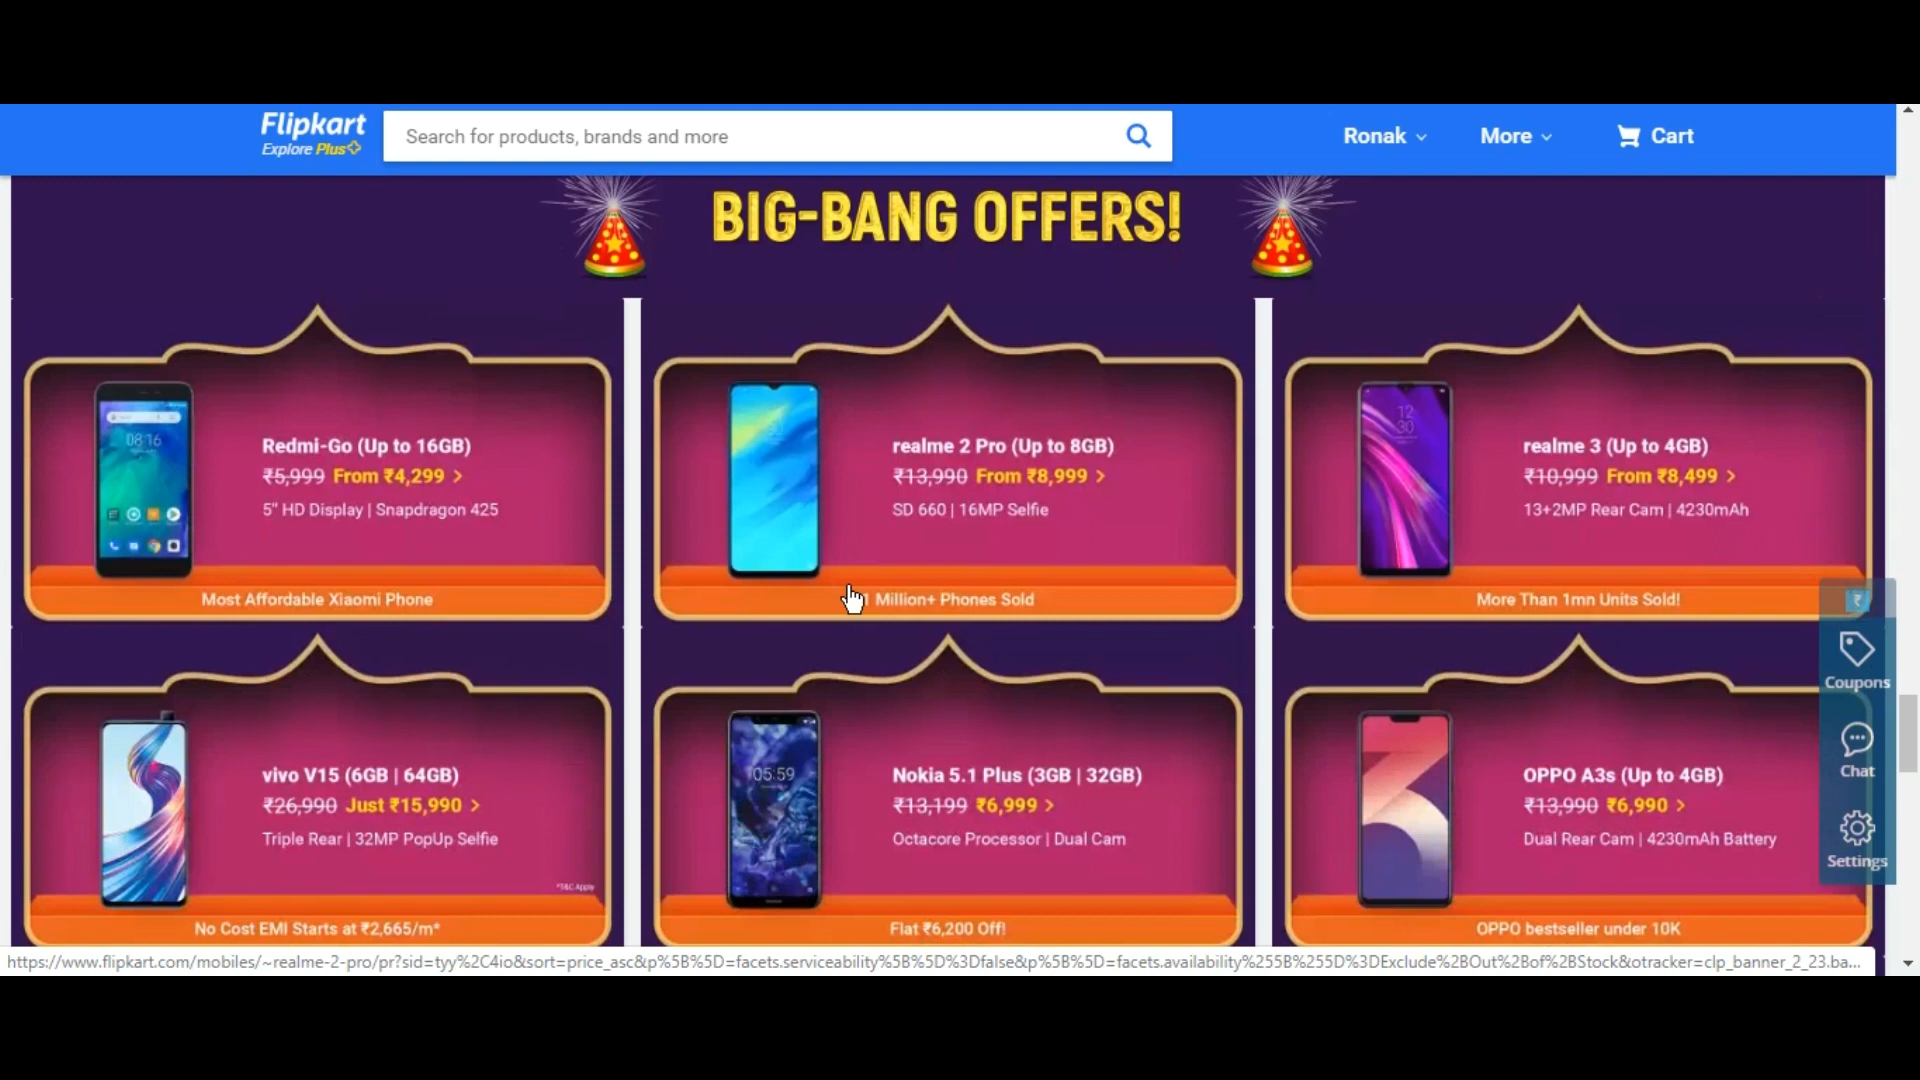 Flipkart
Explore Plus
Search for products, brands and more
Ronak
More
Cart
BIG-BANG OFFERS!
Redmi-Go (Up to 16GB)
₹5,999 From ₹4,299 >
5" HD Display | Snapdragon 425
Most Affordable Xiaomi Phone
realme 2 Pro (Up to 8GB)
₹13,990 From ₹8,999 >
SD 660 | 16MP Selfie
Million+ Phones Sold
realme 3 (Up to 4GB)
₹10,999 From ₹8,499 >
13+2MP Rear Cam | 4230mAh
More Than 1mn Units Sold!
vivo V15 (6GB | 64GB)
₹26,990 Just ₹15,990 >
Triple Rear | 32MP PopUp Selfie
*T&C Apply
No Cost EMI Starts at ₹2,665/m*
Nokia 5.1 Plus (3GB | 32GB)
₹13,199 ₹6,999 >
Octacore Processor | Dual Cam
Flat ₹6,200 Off!
OPPO A3s (Up to 4GB)
₹13,990 ₹6,990 >
Dual Rear Cam | 4230mAh Battery
OPPO bestseller under 10K
₹
Coupons
Chat
Settings
08:16
12
30
05:59
https://www.flipkart.com/mobiles/~realme-2-pro/pr?sid=tyy%2C4io&sort=price_asc&p%5B%5D=facets.serviceability%5B%5D%3Dfalse&p%5B%5D=facets.availability%255B%255D%3DExclude%2BOut%2Bof%2BStock&otracker=clp_banner_2_23.ba...